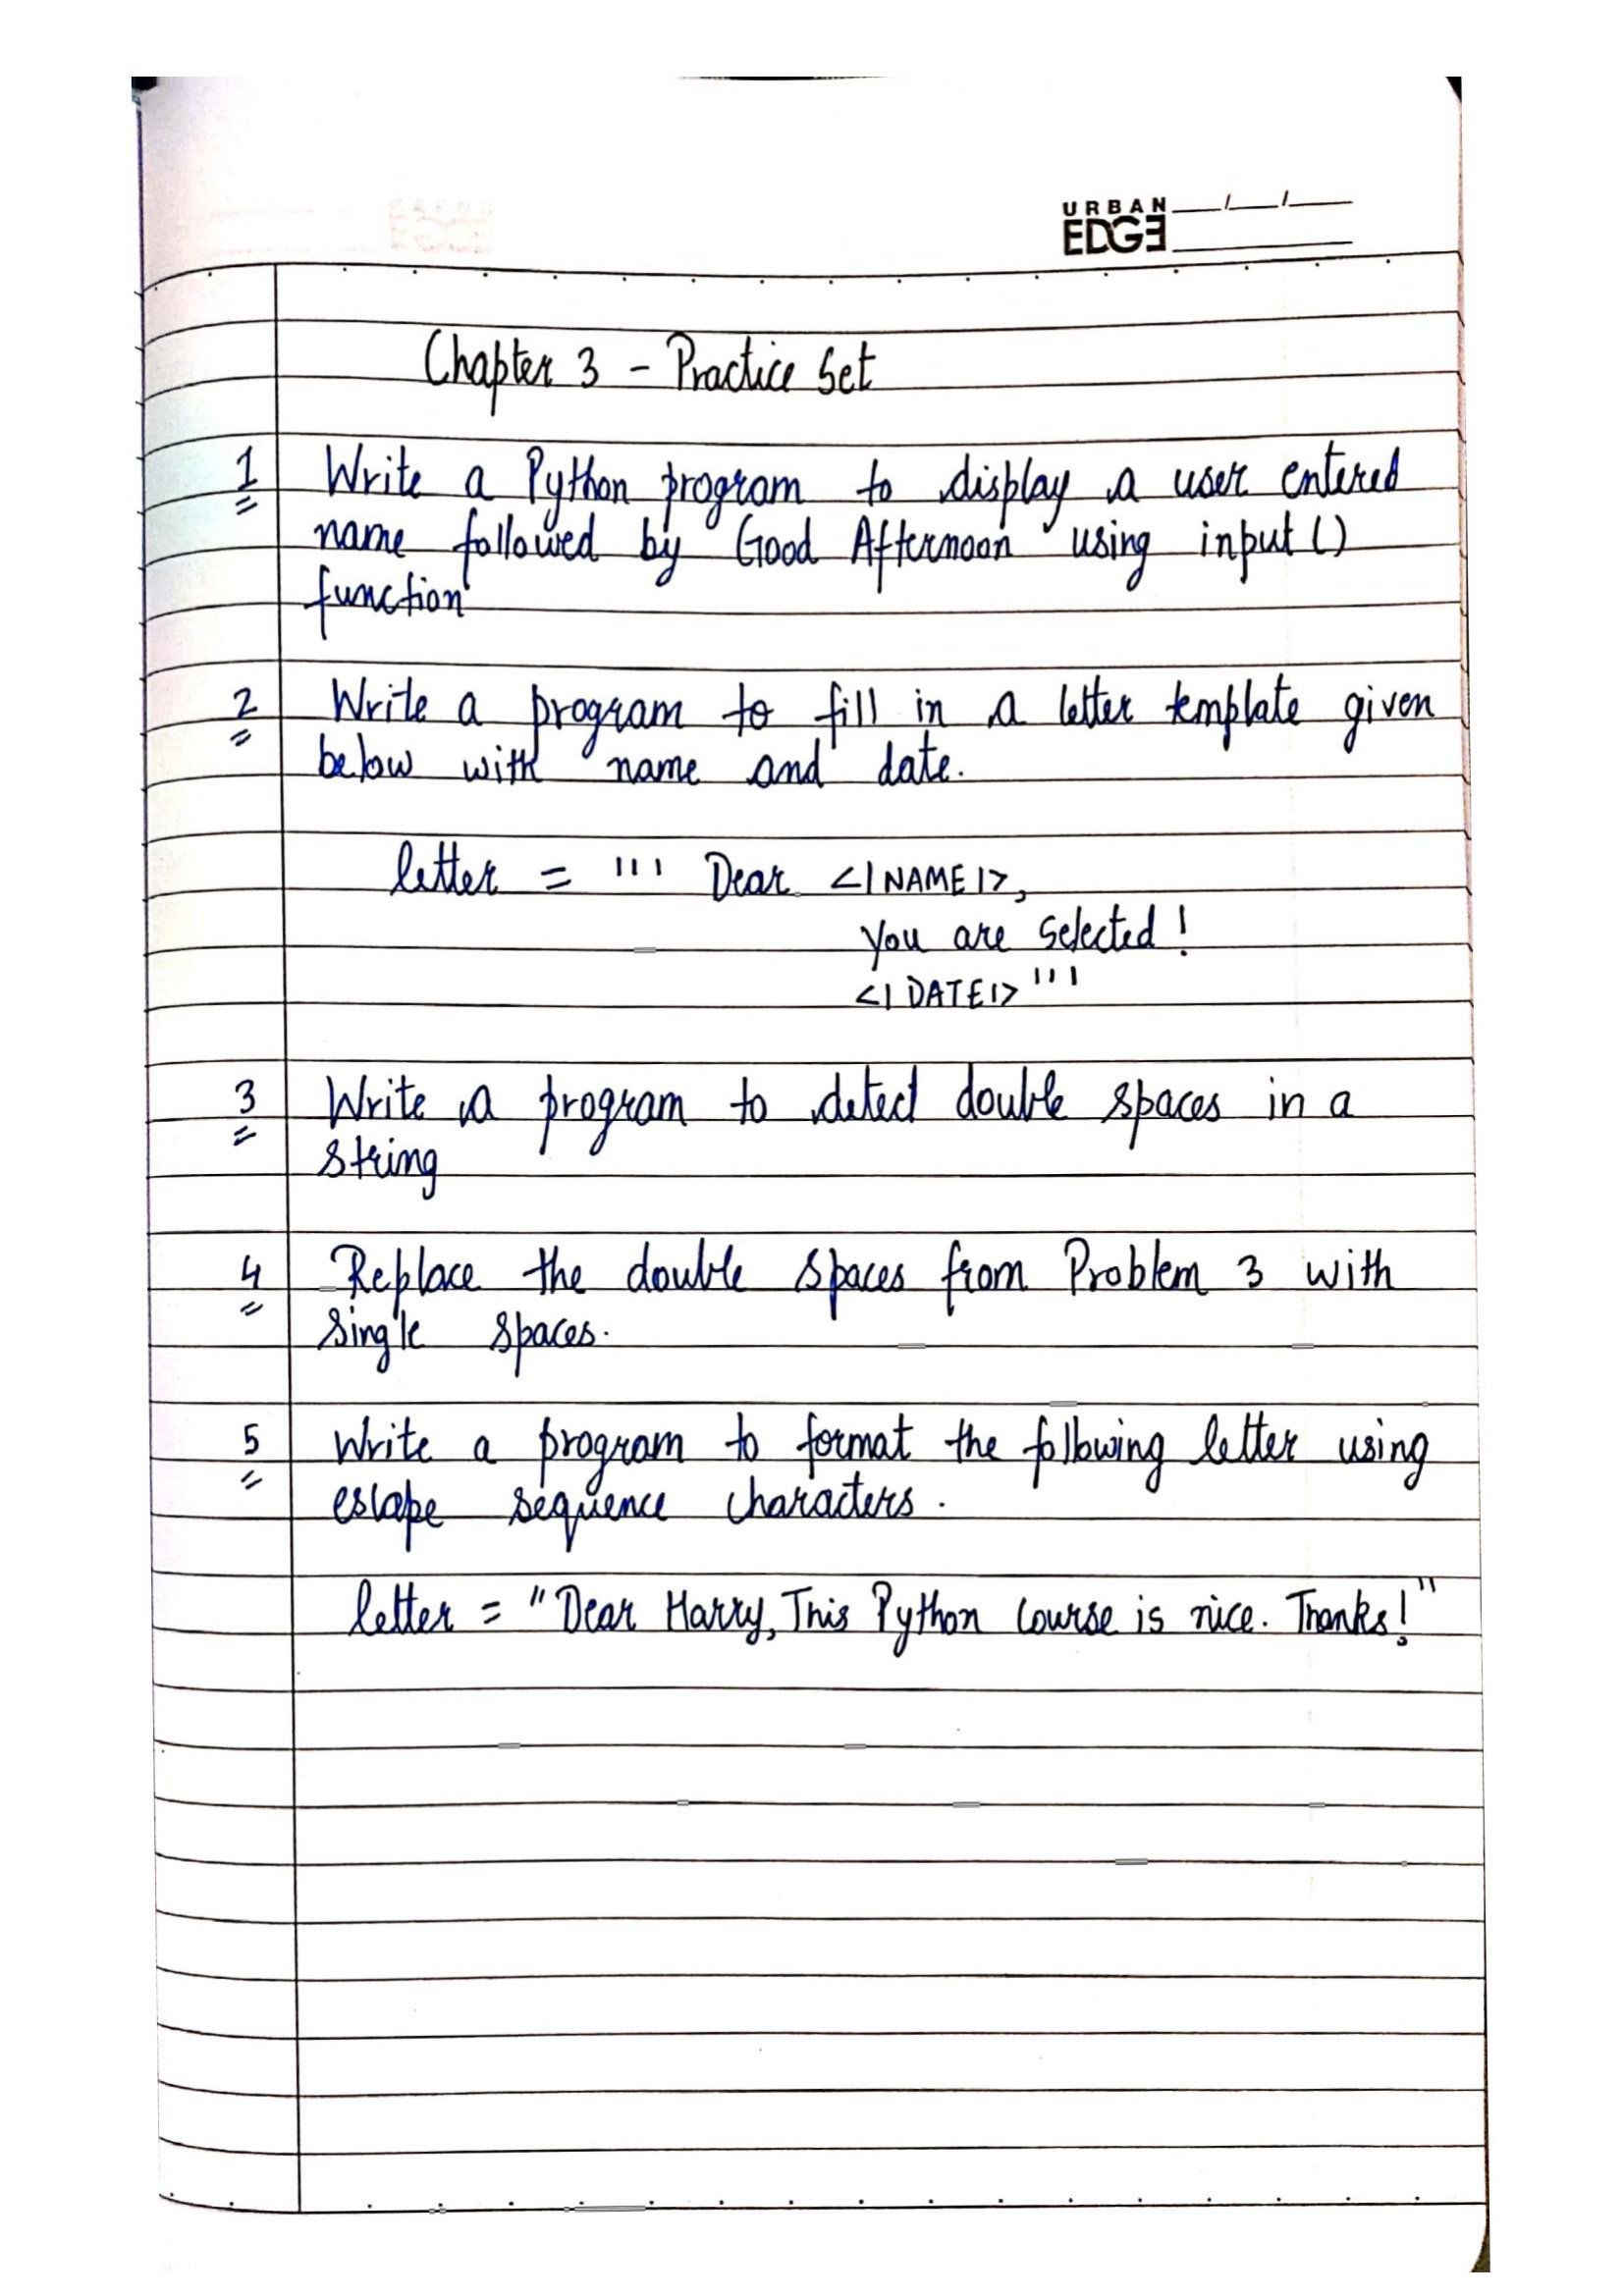 URBAN
EDGE
Chapter 3 - Practice Set
1 Write a Python program to display a user entered
name followed by Good Afternoon using input ()
function
2 Write a program to fill in a letter template given
below with name and date.
letter = ''' Dear <|NAME|>,
You are selected!
<|DATE|> '''
3 Write a program to detect double spaces in a
string
4 Replace the double spaces from Problem 3 with
single spaces.
5 Write a program to format the following letter using
escape sequence characters.
letter = "Dear Harry, This Python course is nice. Thanks!"